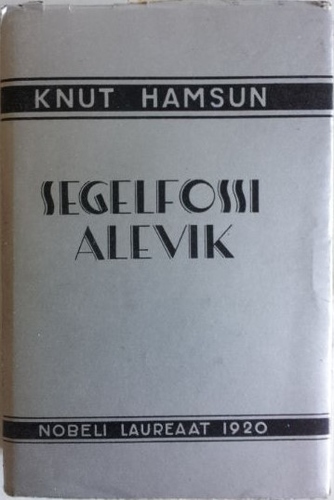 KNUT HAMSUN
SEGELFOSSI
ALEVIK
NOBELI LAUREAAT 1920